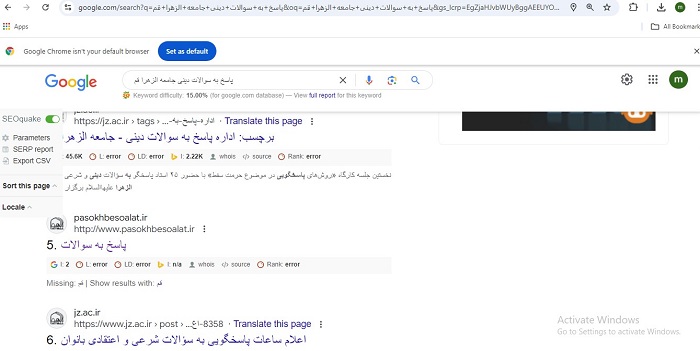 google.com/search?q=پاسخ+به+سوالات+دینی+جامعه+الزهرا+قم&oq=پاسخ+به+سوالات+دینی+جامعه+الزهرا+قم&gs_lcrp=EgZjaHJvbWUyBggAEEUYO...
Apps
All Bookmark
Google Chrome isn't your default browser
Set as default
Google
پاسخ به سوالات دینی جامعه الزهرا قم
m
Keyword difficulty: 15.00% (for google.com database) — View full report for this keyword
SEOquake
Parameters
SERP report
Export CSV
Sort this page
Locale
https://jz.ac.ir › tags › ...اداره-پاسخ-به- · Translate this page
برچسب: اداره پاسخ به سوالات دینی - جامعه الزهرا
45.6K L: error LD: error I: 2.22K whois source Rank: error
نخستین جلسه کارگاه «روش‌های پاسخگویی در موضوع حرمت سقط» با حضور ۲۵ استاد پاسخگو به سؤالات دینی و شرعی
الزهرا علیهاالسلام برگزار
pasokhbesoalat.ir
http://www.pasokhbesoalat.ir
5. پاسخ به سوالات
I: 2 L: error LD: error I: n/a whois source Rank: error
Missing: قم | Show results with: قم
jz.ac.ir
https://www.jz.ac.ir › post › ...اع-8358 · Translate this page
6. اعلام ساعات پاسخگویی به سؤالات شرعی و اعتقادی بانوان
Activate Windows
Go to Settings to activate Windows.